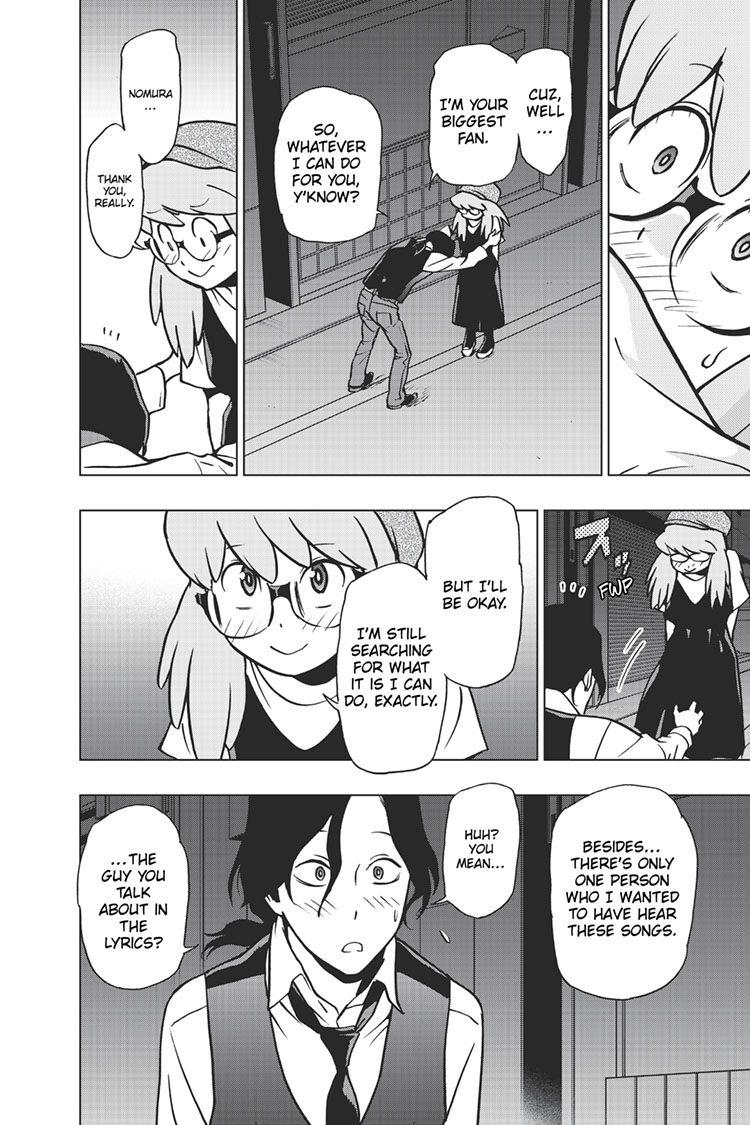 CUZ,
WELL
...
I'M YOUR
BIGGEST
FAN.
SO,
WHATEVER
I CAN DO
FOR YOU,
Y'KNOW?
NOMURA
...
THANK
YOU,
REALLY.
スッ
FWP
BUT I'LL
BE OKAY.
I'M STILL
SEARCHING
FOR WHAT
IT IS I CAN
DO, EXACTLY.
BESIDES...
THERE'S ONLY
ONE PERSON
WHO I WANTED
TO HAVE HEAR
THESE SONGS.
HUH?
YOU
MEAN...
...THE
GUY YOU
TALK
ABOUT IN
THE
LYRICS?